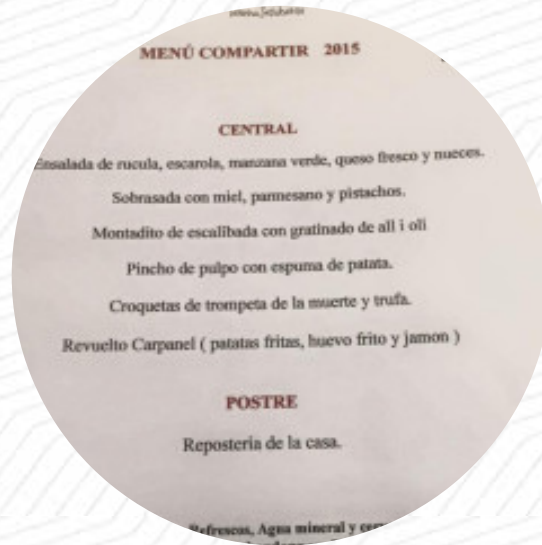 MENÚ COMPARTIR 2015
CENTRAL
Ensalada de rucula, escarola, manzana verde, queso fresco y nueces.
Sobrasada con miel, parmesano y pistachos.
Montadito de escalibada con gratinado de all i oli
Pincho de pulpo con espuma de patata.
Croquetas de trompeta de la muerte y trufa.
Revuelto Carpanel ( patatas fritas, huevo frito y jamon )
POSTRE
Reposteria de la casa.
Refrescos, Agua mineral y